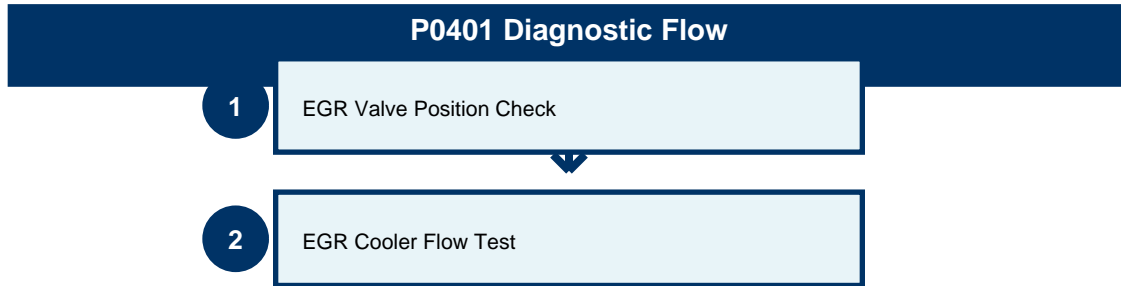 P0401 Diagnostic Flow
1
EGR Valve Position Check
2
EGR Cooler Flow Test